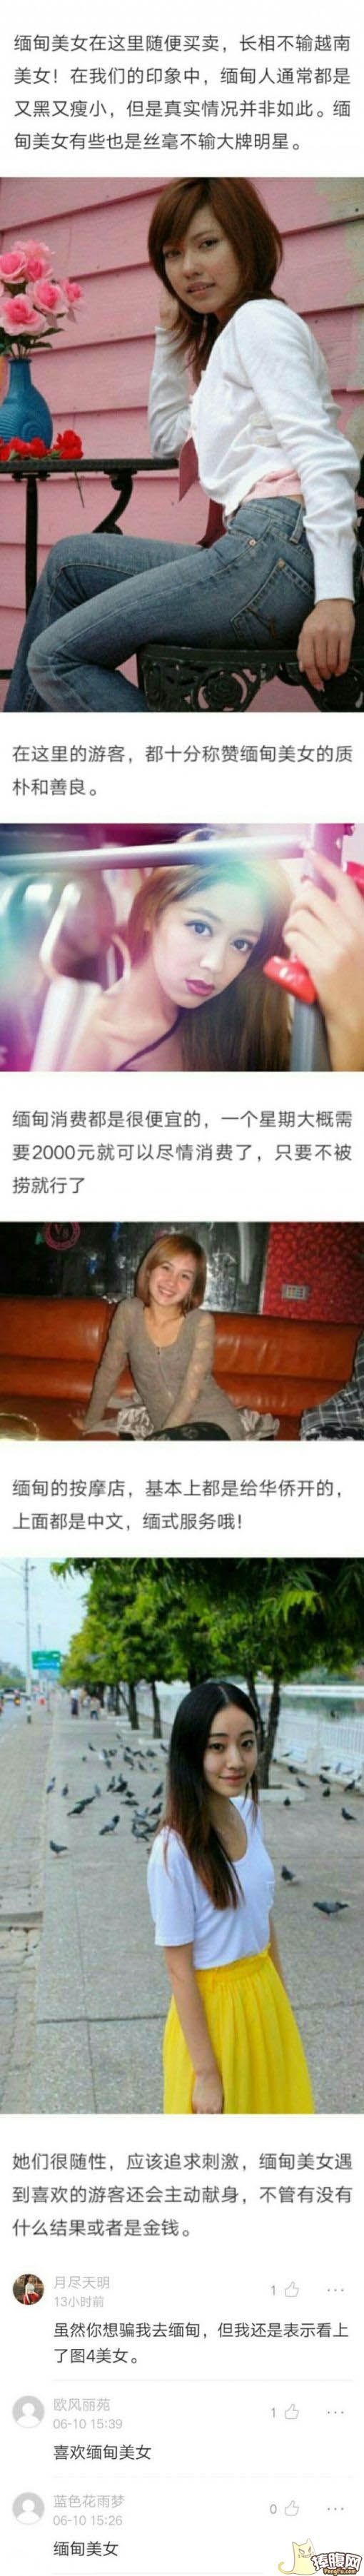 缅甸美女在这里随便买卖，长相不输越南
美女！在我们的印象中，缅甸人通常都是
又黑又瘦小，但是真实情况并非如此。缅
甸美女有些也是丝毫不输大牌明星。
在这里的游客，都十分称赞缅甸美女的质
朴和善良。
缅甸消费都是很便宜的，一个星期大概需
要2000元就可以尽情消费了，只要不被
捞就行了
缅甸的按摩店，基本上都是给华侨开的，
上面都是中文，缅式服务哦！
她们很随性，应该追求刺激，缅甸美女遇
到喜欢的游客还会主动献身，不管有没有
什么结果或者是金钱。
月尽天明
1
13小时前
虽然你想骗我去缅甸，但我还是表示看上
了图4美女。
欧风丽苑
1
06-10 15:39
喜欢缅甸美女
蓝色花雨梦
0
06-10 15:26
缅甸美女
捧腹网
PengFu.com